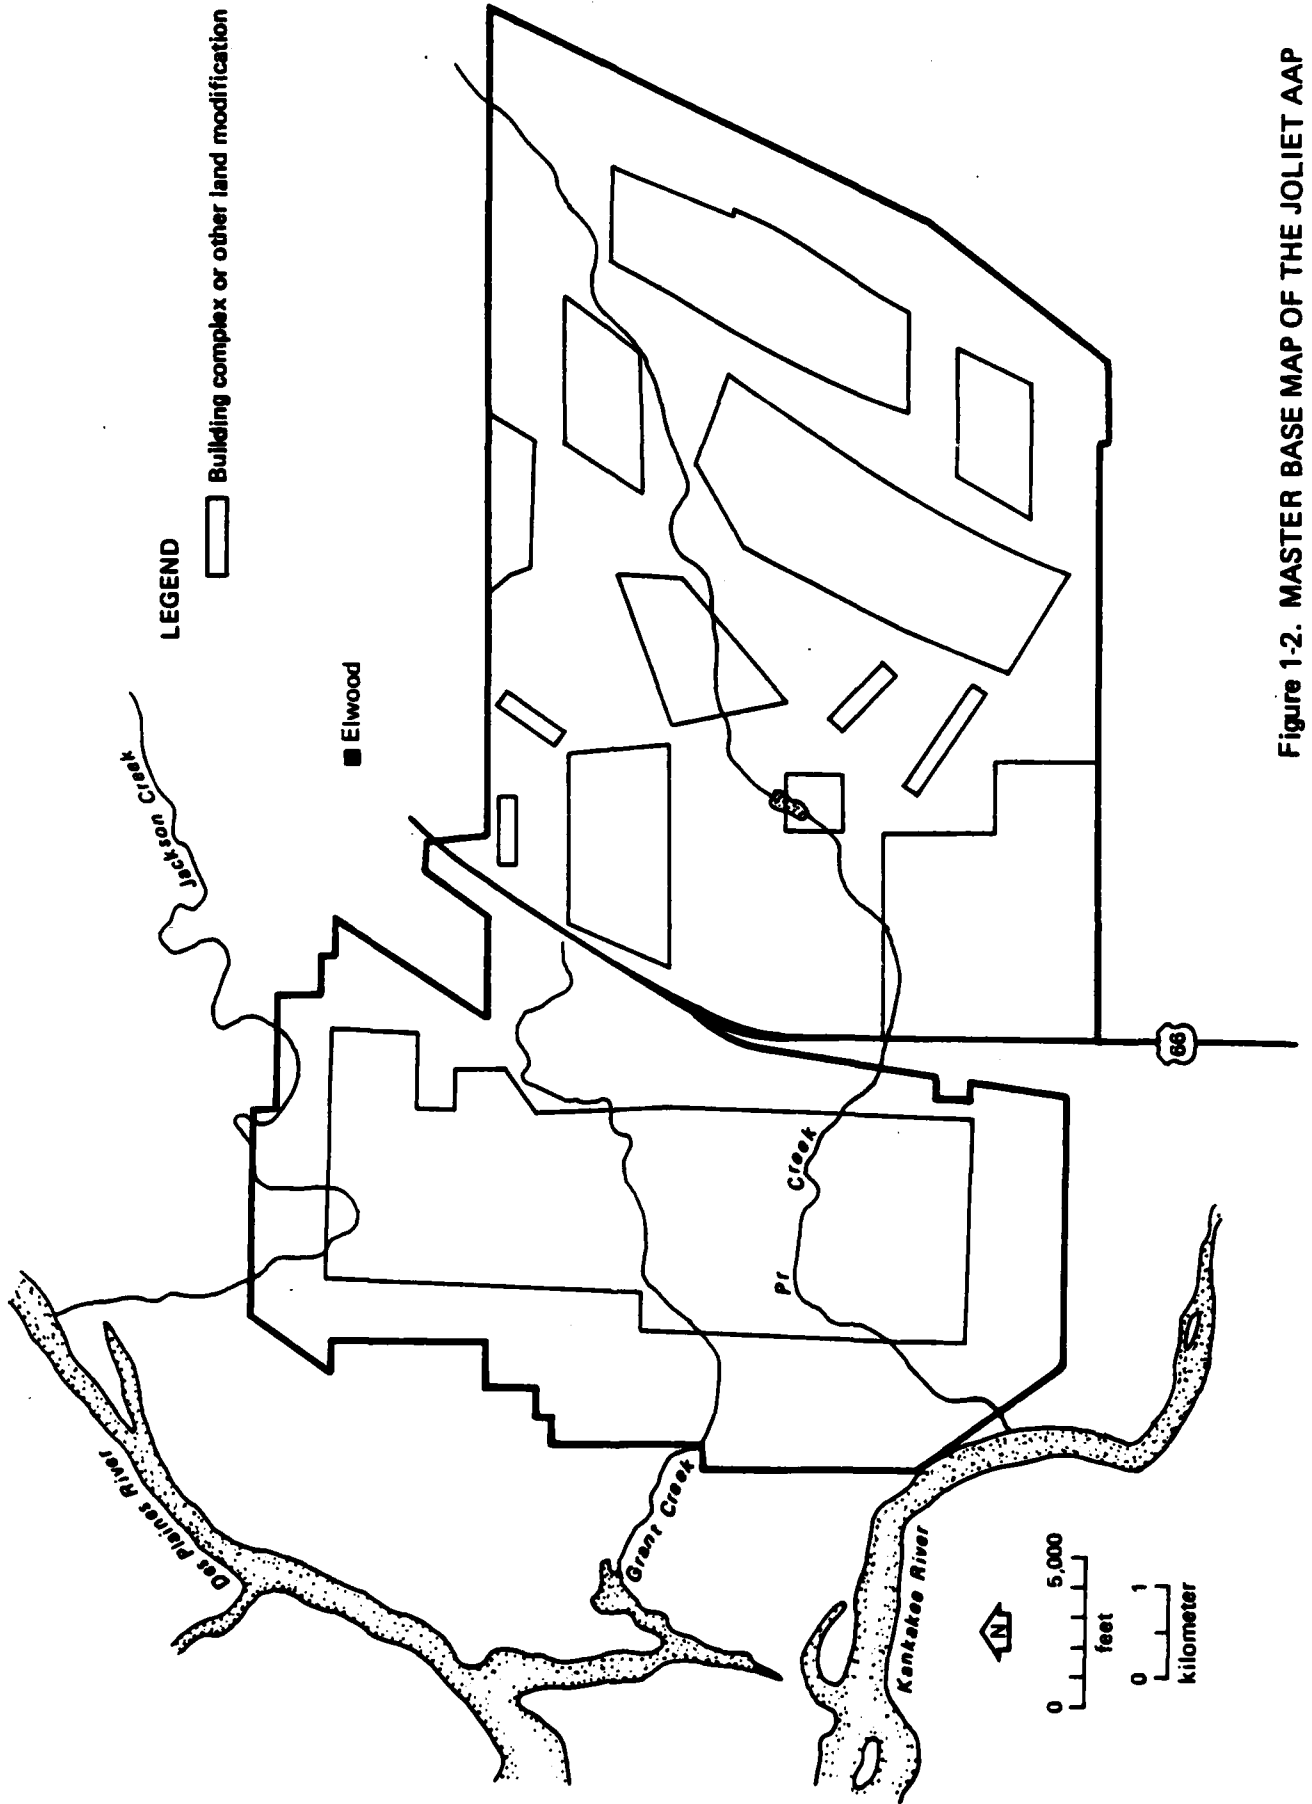 LEGEND
Building complex or other land modification
Jackson Creek
Elwood
Des Plaines River
Grant Creek
Pr
Creek
Kankakee River
66
N
0 5,000
feet
0 1
kilometer
Figure 1-2. MASTER BASE MAP OF THE JOLIET AAP